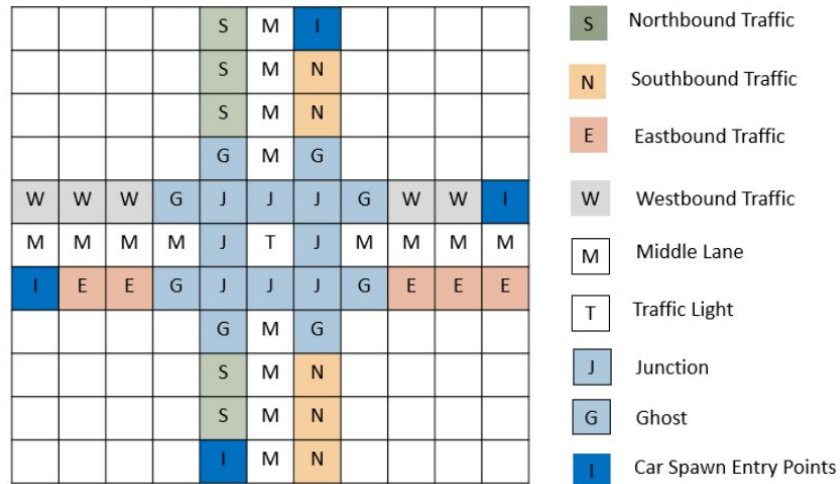 S M I
S M N
S M N
G M G
W W W G J J J G W W I
M M M M J T J M M M M
I E E G J J J G E E E
G M G
S M N
S M N
I M N
S Northbound Traffic
N Southbound Traffic
E Eastbound Traffic
W Westbound Traffic
M Middle Lane
T Traffic Light
J Junction
G Ghost
I Car Spawn Entry Points